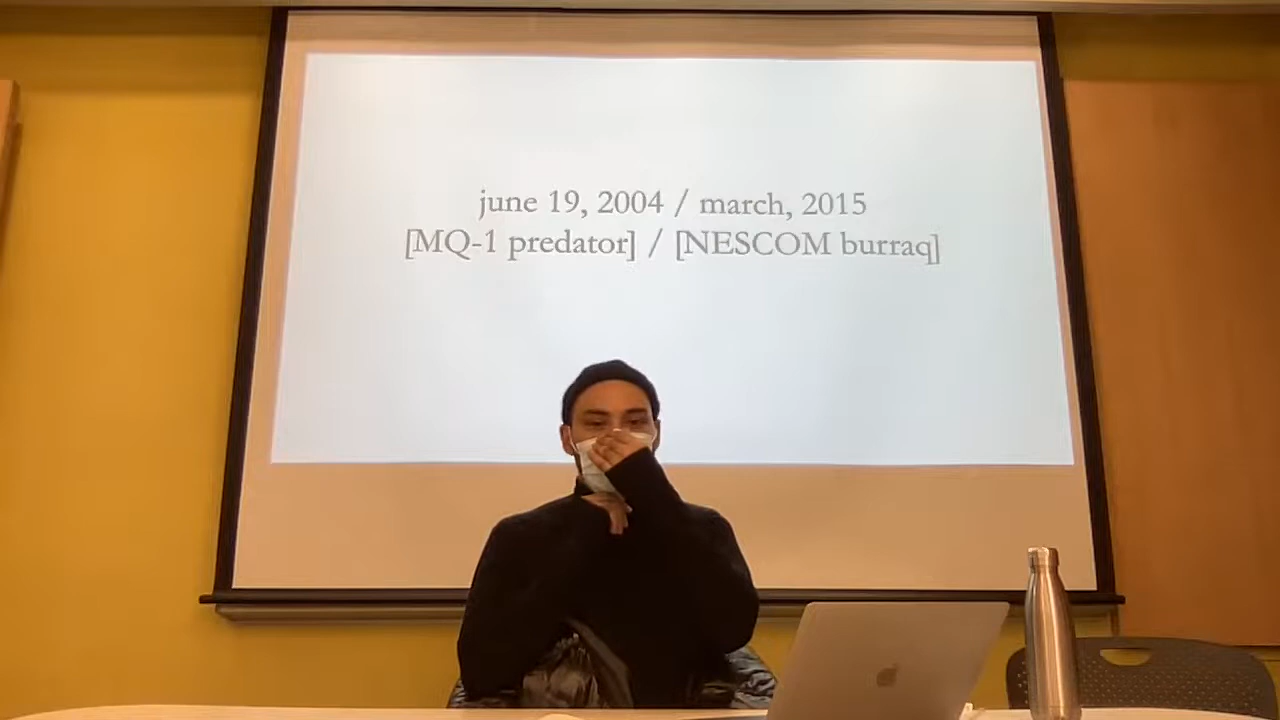 june 19, 2004 / march, 2015
[MQ-1 predator] / [NESCOM burraq]